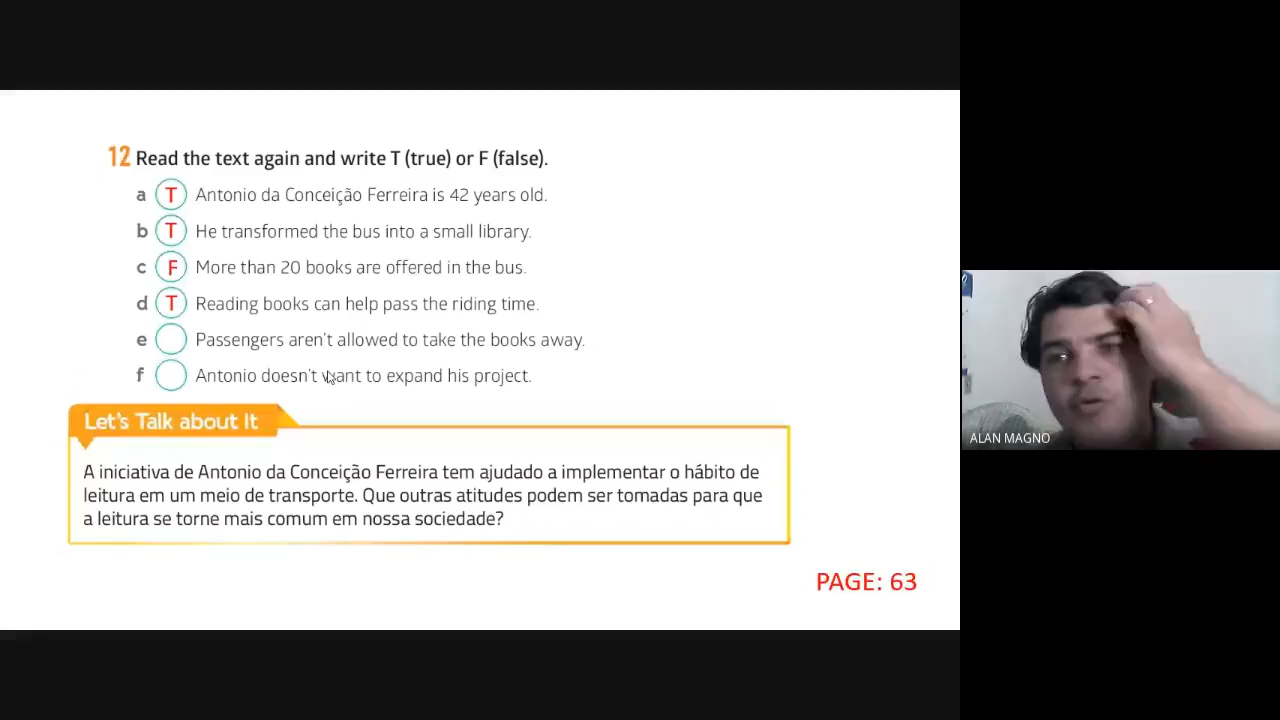 12 Read the text again and write T (true) or F (false).
a T Antonio da Conceição Ferreira is 42 years old.
b T He transformed the bus into a small library.
c F More than 20 books are offered in the bus.
d T Reading books can help pass the riding time.
e Passengers aren't allowed to take the books away.
f Antonio doesn't want to expand his project.
Let's Talk about It
A iniciativa de Antonio da Conceição Ferreira tem ajudado a implementar o hábito de
leitura em um meio de transporte. Que outras atitudes podem ser tomadas para que
a leitura se torne mais comum em nossa sociedade?
PAGE: 63
ALAN MAGNO